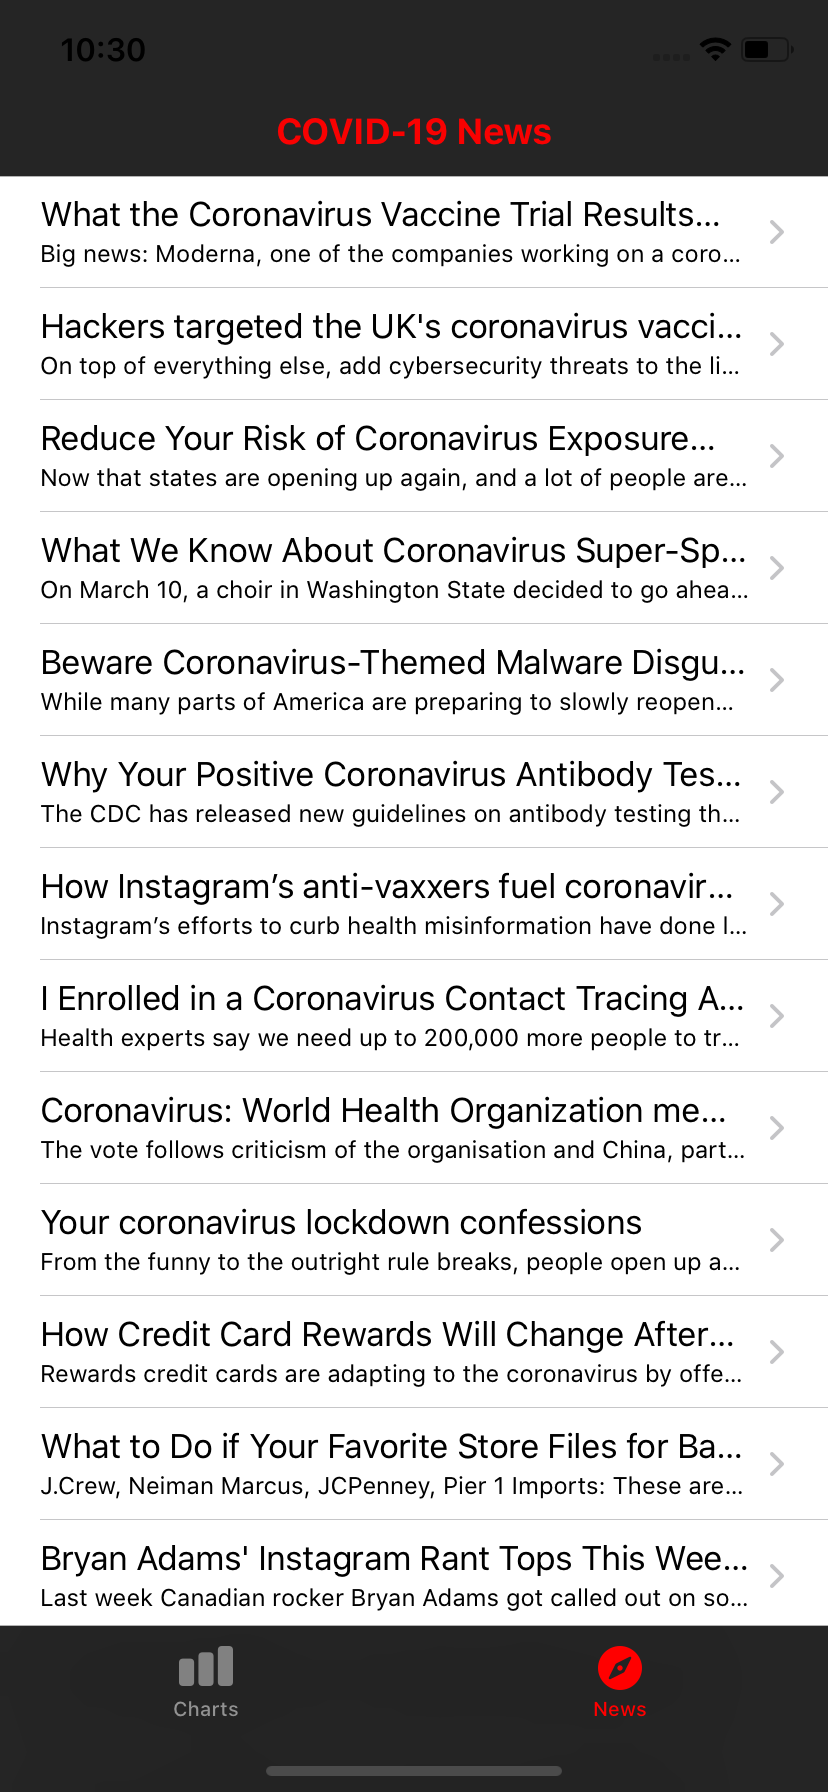 10:30
COVID-19 News
What the Coronavirus Vaccine Trial Results...
Big news: Moderna, one of the companies working on a coro...
Hackers targeted the UK's coronavirus vacci...
On top of everything else, add cybersecurity threats to the li...
Reduce Your Risk of Coronavirus Exposure...
Now that states are opening up again, and a lot of people are...
What We Know About Coronavirus Super-Sp...
On March 10, a choir in Washington State decided to go ahea...
Beware Coronavirus-Themed Malware Disgu...
While many parts of America are preparing to slowly reopen...
Why Your Positive Coronavirus Antibody Tes...
The CDC has released new guidelines on antibody testing th...
How Instagram’s anti-vaxxers fuel coronavir...
Instagram’s efforts to curb health misinformation have done l...
I Enrolled in a Coronavirus Contact Tracing A...
Health experts say we need up to 200,000 more people to tr...
Coronavirus: World Health Organization me...
The vote follows criticism of the organisation and China, part...
Your coronavirus lockdown confessions
From the funny to the outright rule breaks, people open up a...
How Credit Card Rewards Will Change After...
Rewards credit cards are adapting to the coronavirus by offe...
What to Do if Your Favorite Store Files for Ba...
J.Crew, Neiman Marcus, JCPenney, Pier 1 Imports: These are...
Bryan Adams' Instagram Rant Tops This Wee...
Last week Canadian rocker Bryan Adams got called out on so...
Charts
News